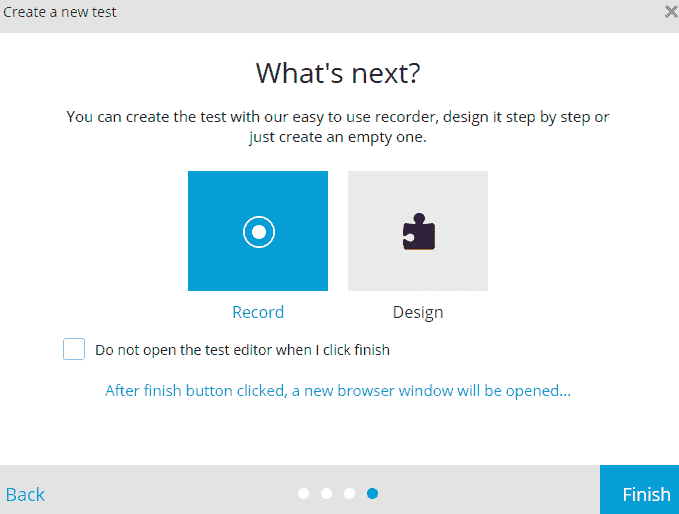 Create a new test
What's next?
You can create the test with our easy to use recorder, design it step by step or
just create an empty one.
Record
Design
Do not open the test editor when I click finish
After finish button clicked, a new browser window will be opened...
Back
Finish